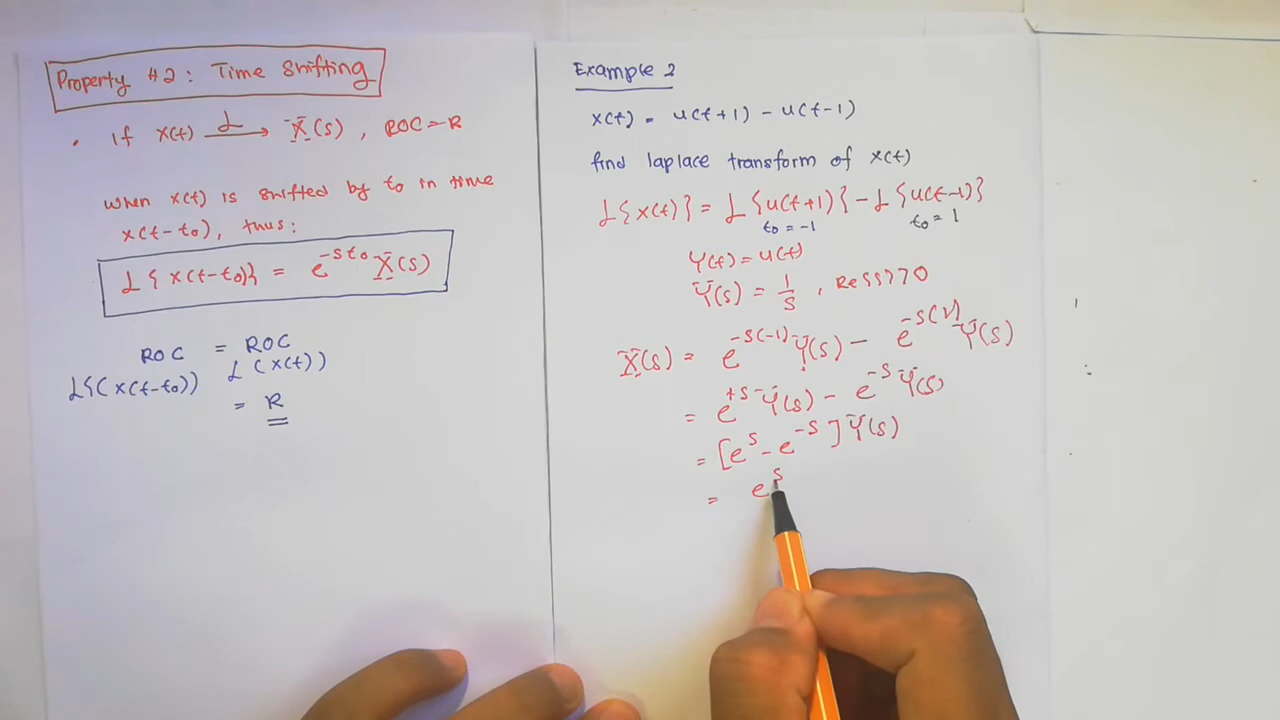 Property #2: Time Shifting
• If x(t) L→ X(s), ROC=R
when x(t) is shifted by t0 in time
x(t-t0), thus:
L{x(t-t0)} = e^-st0 X(s)
ROC = ROC
L{(x(t-t0)) L(x(t))
= R
Example 2
x(t) = u(t+1) - u(t-1)
find laplace transform of x(t)
L{x(t)} = L{u(t+1)} - L{u(t-1)}
t0=-1 t0=1
Y(t)=u(t)
Y(s) = 1/s, Re{s}>0
X(s) = e^-s(-1) Y(s) - e^-s(1) Y(s)
= e^+s Y(s) - e^-s Y(s)
= [e^s - e^-s] Y(s)
= e^s